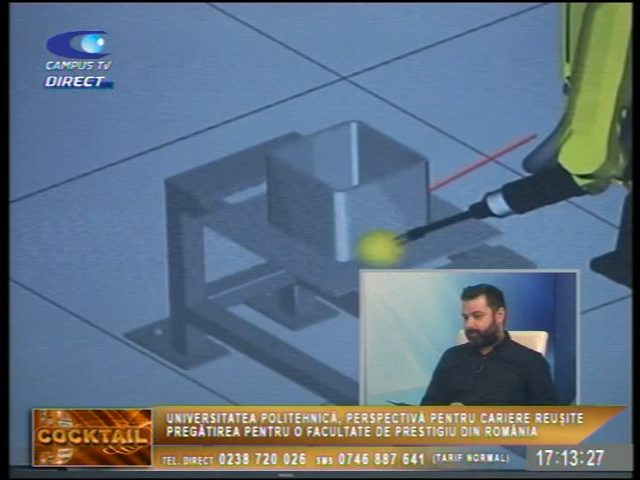 CAMPUS TV
DIRECT
UNIVERSITATEA POLITEHNICĂ, PERSPECTIVĂ PENTRU CARIERE REUȘITE
PREGĂTIREA PENTRU O FACULTATE DE PRESTIGIU DIN ROMÂNIA
COCKTAIL
TEL: DIRECT 0238 720 026 SMS 0746 887 641 (TARIF NORMAL) 17:13:27